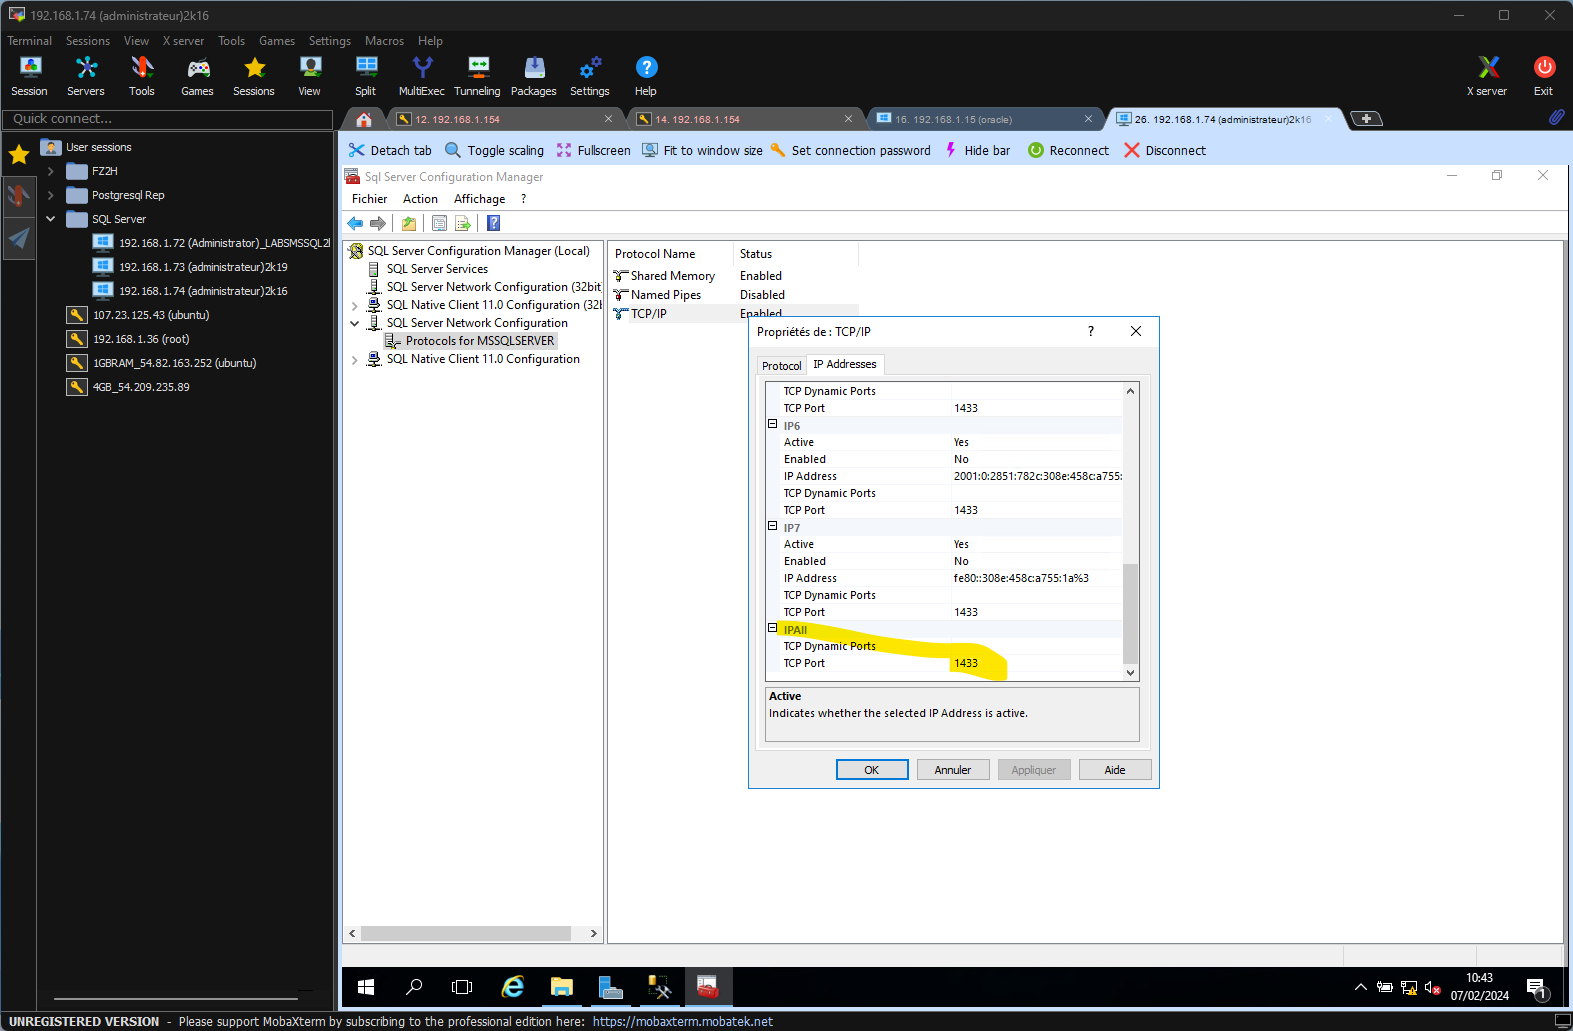 192.168.1.74 (administrateur)2k16
Terminal Sessions View X server Tools Games Settings Macros Help
Session Servers Tools Games Sessions View Split MultiExec Tunneling Packages Settings Help X server Exit
Quick connect...
12. 192.168.1.154
14. 192.168.1.154
16. 192.168.1.15 (oracle)
26. 192.168.1.74 (administrateur)2k16
Detach tab Toggle scaling Fullscreen Fit to window size Set connection password Hide bar Reconnect Disconnect
User sessions
FZ2H
Postgresql Rep
SQL Server
192.168.1.72 (Administrator)_LABSMSSQL2
192.168.1.73 (administrateur)2k19
192.168.1.74 (administrateur)2k16
107.23.125.43 (ubuntu)
192.168.1.36 (root)
1GBRAM_54.82.163.252 (ubuntu)
4GB_54.209.235.89
Sql Server Configuration Manager
Fichier Action Affichage ?
SQL Server Configuration Manager (Local)
SQL Server Services
SQL Server Network Configuration (32bit
SQL Native Client 11.0 Configuration (32b
SQL Server Network Configuration
Protocols for MSSQLSERVER
SQL Native Client 11.0 Configuration
Protocol Name Status
Shared Memory Enabled
Named Pipes Disabled
TCP/IP Enabled
Propriétés de : TCP/IP ?
Protocol IP Addresses
TCP Dynamic Ports
TCP Port 1433
IP6
Active Yes
Enabled No
IP Address 2001:0:2851:782c:308e:458c:a755:
TCP Dynamic Ports
TCP Port 1433
IP7
Active Yes
Enabled No
IP Address fe80::308e:458c:a755:1a%3
TCP Dynamic Ports
TCP Port 1433
IPAll
TCP Dynamic Ports
TCP Port 1433
Active
Indicates whether the selected IP Address is active.
OK Annuler Appliquer Aide
10:43
07/02/2024
1
UNREGISTERED VERSION - Please support MobaXterm by subscribing to the professional edition here: https://mobaxterm.mobatek.net